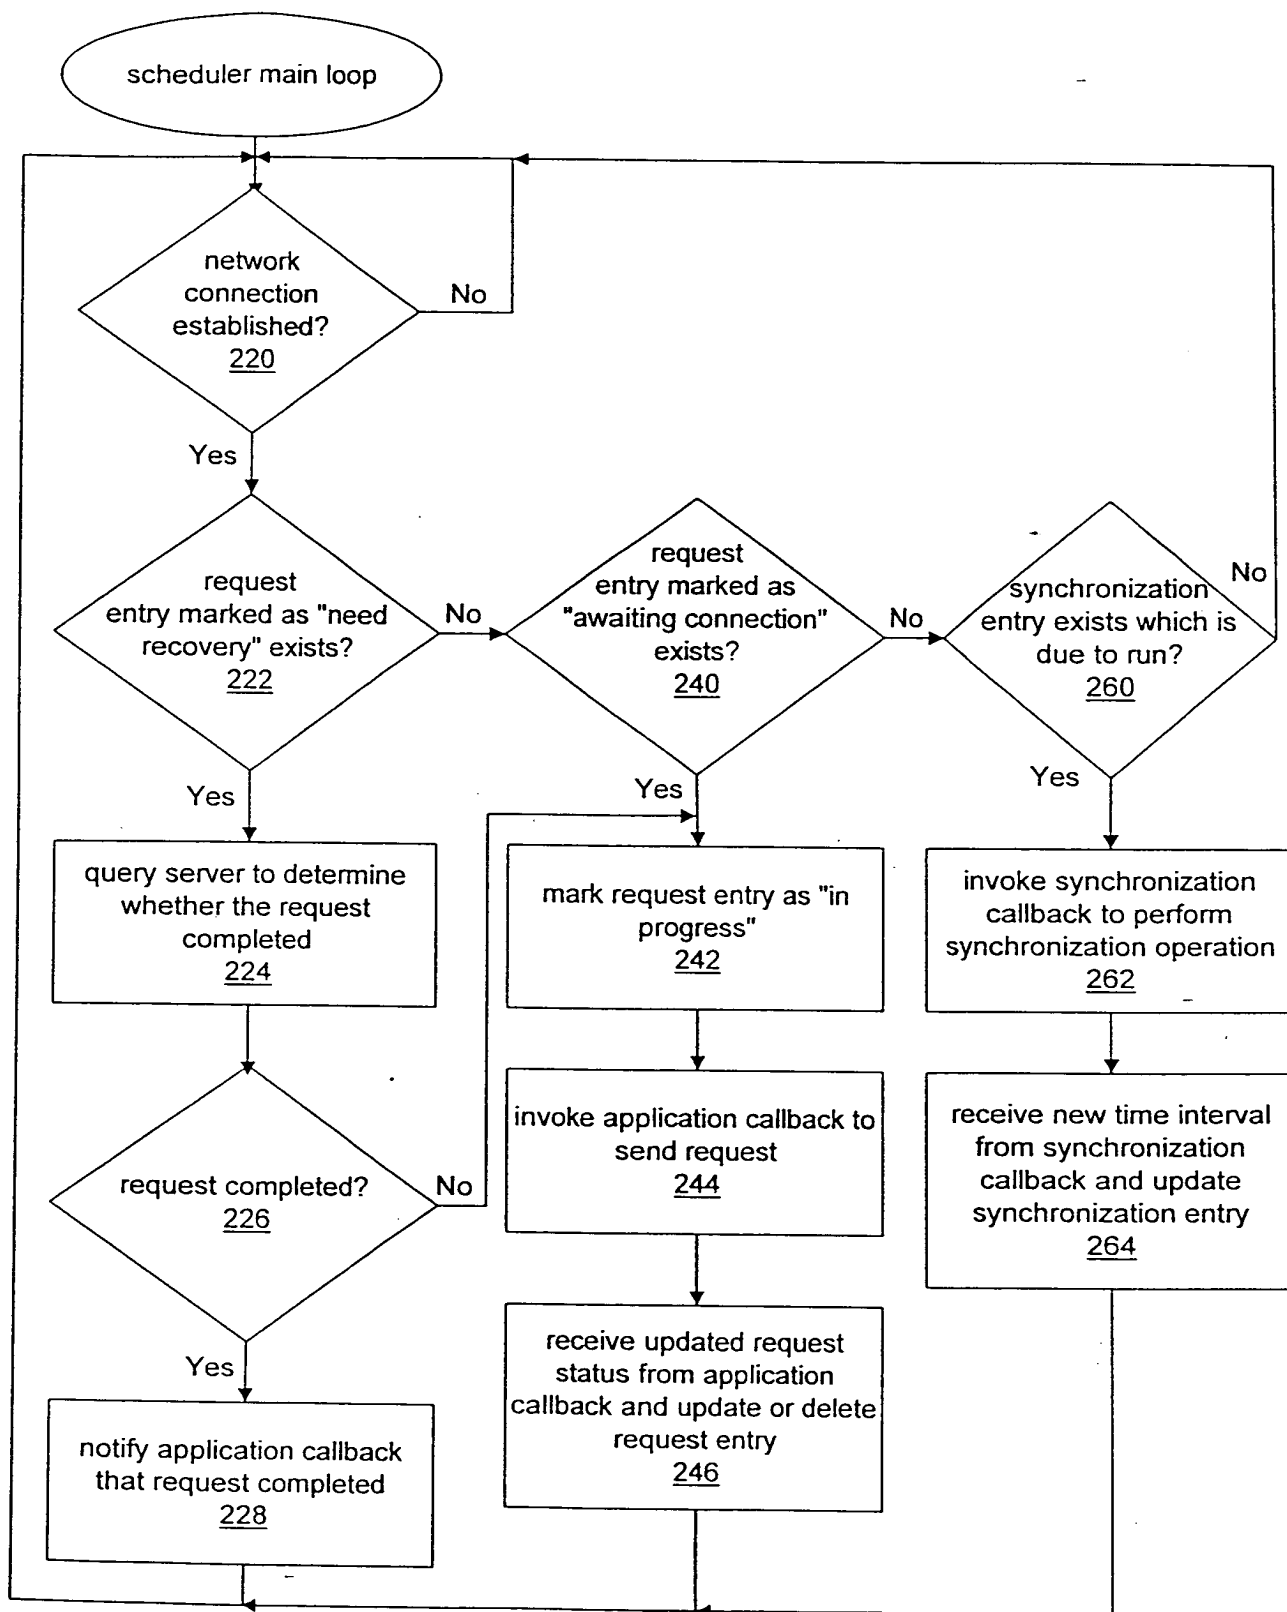 scheduler main loop
network
connection
established?
220
No
Yes
request
entry marked as "need
recovery" exists?
222
No
Yes
request
entry marked as
"awaiting connection"
exists?
240
No
Yes
synchronization
entry exists which is
due to run?
260
No
Yes
query server to determine
whether the request
completed
224
mark request entry as "in
progress"
242
invoke synchronization
callback to perform
synchronization operation
262
request completed?
226
No
Yes
invoke application callback to
send request
244
receive new time interval
from synchronization
callback and update
synchronization entry
264
notify application callback
that request completed
228
receive updated request
status from application
callback and update or delete
request entry
246